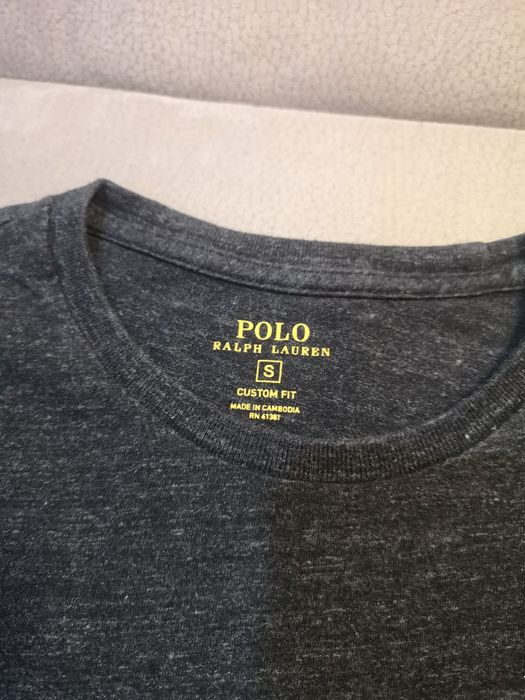 POLO
RALPH LAUREN
S
CUSTOM FIT
MADE IN CAMBODIA
RN 41381